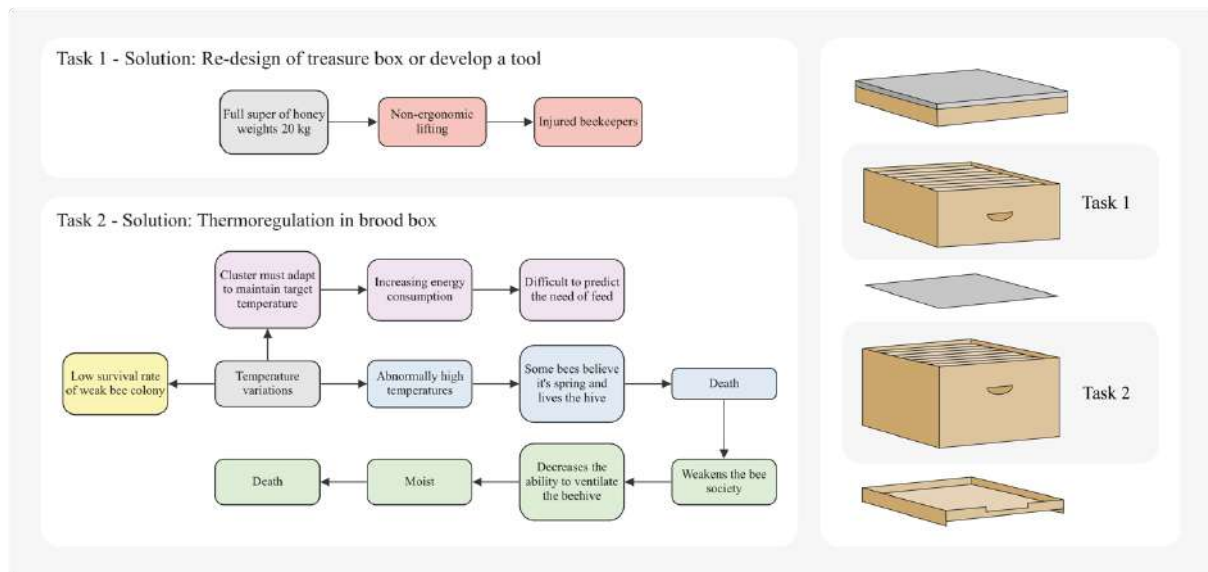 Task 1 - Solution: Re-design of treasure box or develop a tool
Full super of honey
weights 20 kg
Non-ergonomic
lifting
Injured beekeepers
Task 2 - Solution: Thermoregulation in brood box
Cluster must adapt
to maintain target
temperature
Increasing energy
consumption
Difficult to predict
the need of feed
Low survival rate
of weak bee colony
Temperature
variations
Abnormally high
temperatures
Some bees believe
it's spring and
lives the hive
Death
Death
Moist
Decreases the
ability to ventilate
the beehive
Weakens the bee
society
Task 1
Task 2